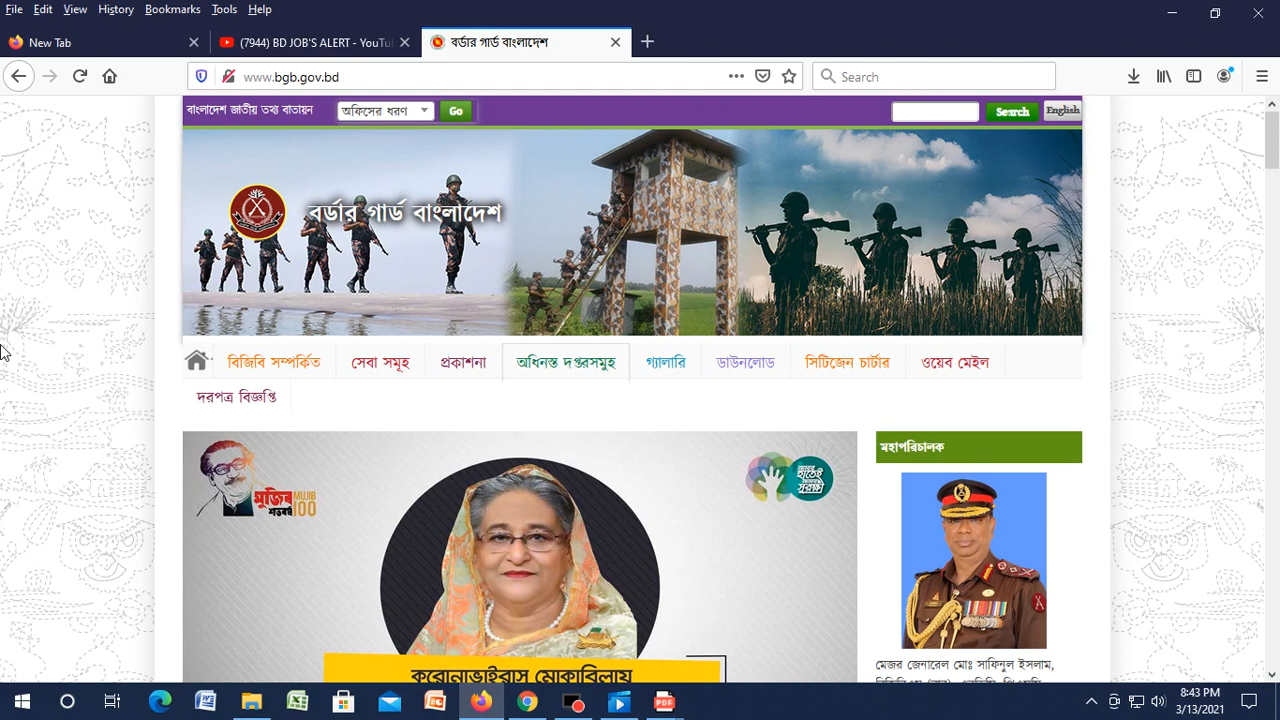 File Edit View History Bookmarks Tools Help
New Tab
(7944) BD JOB'S ALERT - YouTu
বর্ডার গার্ড বাংলাদেশ
www.bgb.gov.bd
Search
বাংলাদেশ জাতীয় তথ্য বাতায়ন
অফিসের ধরণ
Go
Search
English
বর্ডার গার্ড বাংলাদেশ
বিজিবি সম্পর্কিত
সেবা সমূহ
প্রকাশনা
অধিনস্ত দপ্তরসমুহ
গ্যালারি
ডাউনলোড
সিটিজেন চার্টার
ওয়েব মেইল
দরপত্র বিজ্ঞপ্তি
মুজিব
শতবর্ষ
MUJIB
100
মহাপরিচালক
করোনাভাইরাস মোকাবিলায়
মেজর জেনারেল মোঃ সাফিনুল ইসলাম,
8:43 PM
3/13/2021